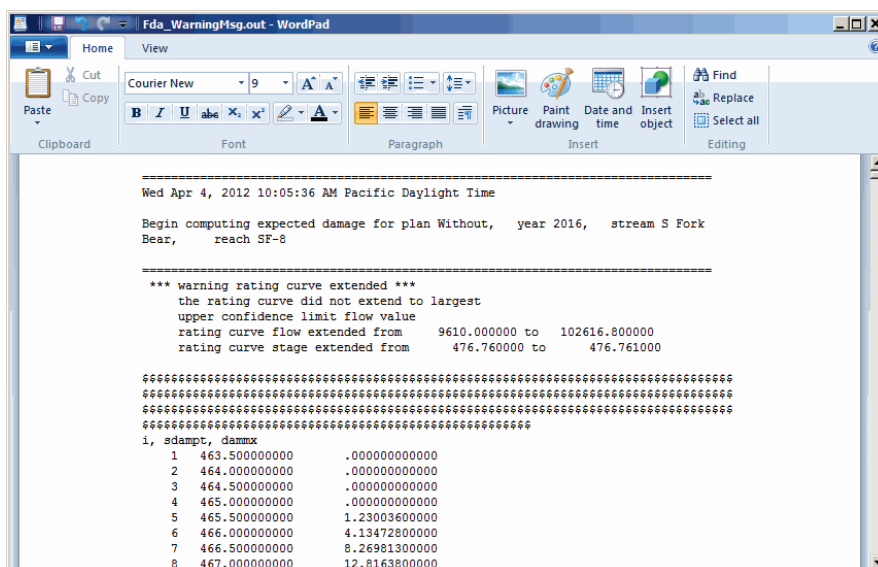 Fda_WarningMsg.out - WordPad
Home View
Cut
Copy
Paste
Clipboard
Courier New 9 A A
B I U abc X₂ X² A
Font
Paragraph
Picture
Paint drawing
Date and time
Insert object
Insert
Find
Replace
Select all
Editing
==============================================================================
Wed Apr 4, 2012 10:05:36 AM Pacific Daylight Time
Begin computing expected damage for plan Without, year 2016, stream S Fork
Bear, reach SF-8
==============================================================================
*** warning rating curve extended ***
the rating curve did not extend to largest
upper confidence limit flow value
rating curve flow extended from 9610.000000 to 102616.800000
rating curve stage extended from 476.760000 to 476.761000
$$$$$$$$$$$$$$$$$$$$$$$$$$$$$$$$$$$$$$$$$$$$$$$$$$$$$$$$$$$$$$$$$$$$$$$$$$$$$$$$$
$$$$$$$$$$$$$$$$$$$$$$$$$$$$$$$$$$$$$$$$$$$$$$$$$$$$$$$$$$$$$$$$$$$$$$$$$$$$$$$$$
$$$$$$$$$$$$$$$$$$$$$$$$$$$$$$$$$$$$$$$$$$$$$$$$$$$$$$$$$$$$$$$$$$$$$$$$$$$$$$$$$
$$$$$$$$$$$$$$$$$$$$$$$$$$$$$$$$$$$$$$$$$$$$$$$$$$$$$
i, sdampt, dammx
1 463.500000000 .000000000000
2 464.000000000 .000000000000
3 464.500000000 .000000000000
4 465.000000000 .000000000000
5 465.500000000 1.23003600000
6 466.000000000 4.13472800000
7 466.500000000 8.26981300000
8 467.000000000 12.8163800000